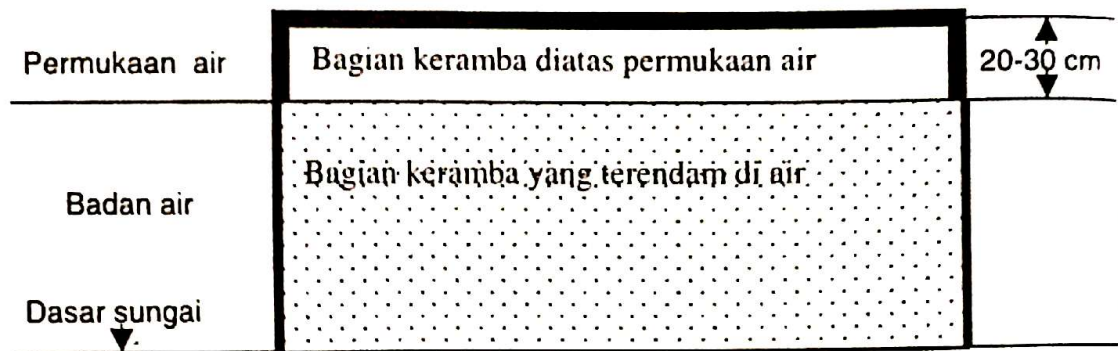 Permukaan air
Bagian keramba diatas permukaan air
20-30 cm
Bagian keramba yang terendam di air
Badan air
Dasar sungai